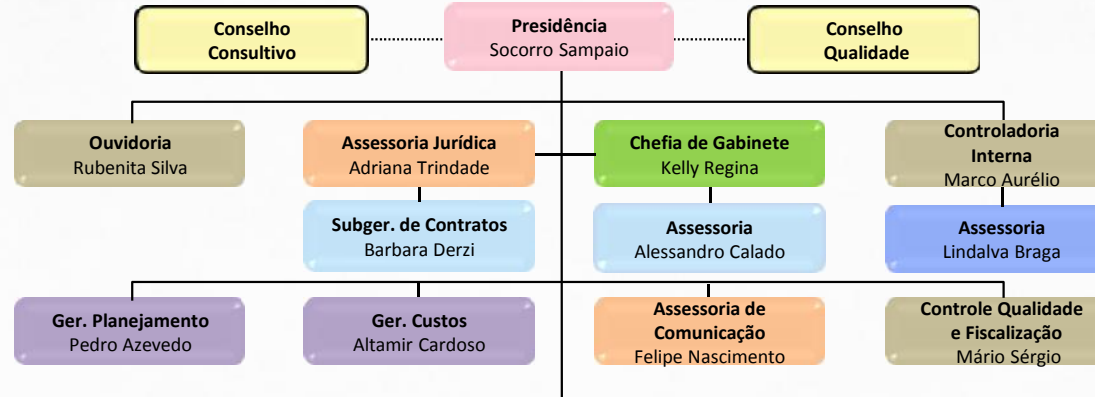 Conselho
Consultivo
Presidência
Socorro Sampaio
Conselho
Qualidade
Ouvidoria
Rubenita Silva
Assessoria Jurídica
Adriana Trindade
Chefia de Gabinete
Kelly Regina
Controladoria
Interna
Marco Aurélio
Subger. de Contratos
Barbara Derzi
Assessoria
Alessandro Calado
Assessoria
Lindalva Braga
Ger. Planejamento
Pedro Azevedo
Ger. Custos
Altamir Cardoso
Assessoria de
Comunicação
Felipe Nascimento
Controle Qualidade
e Fiscalização
Mário Sérgio